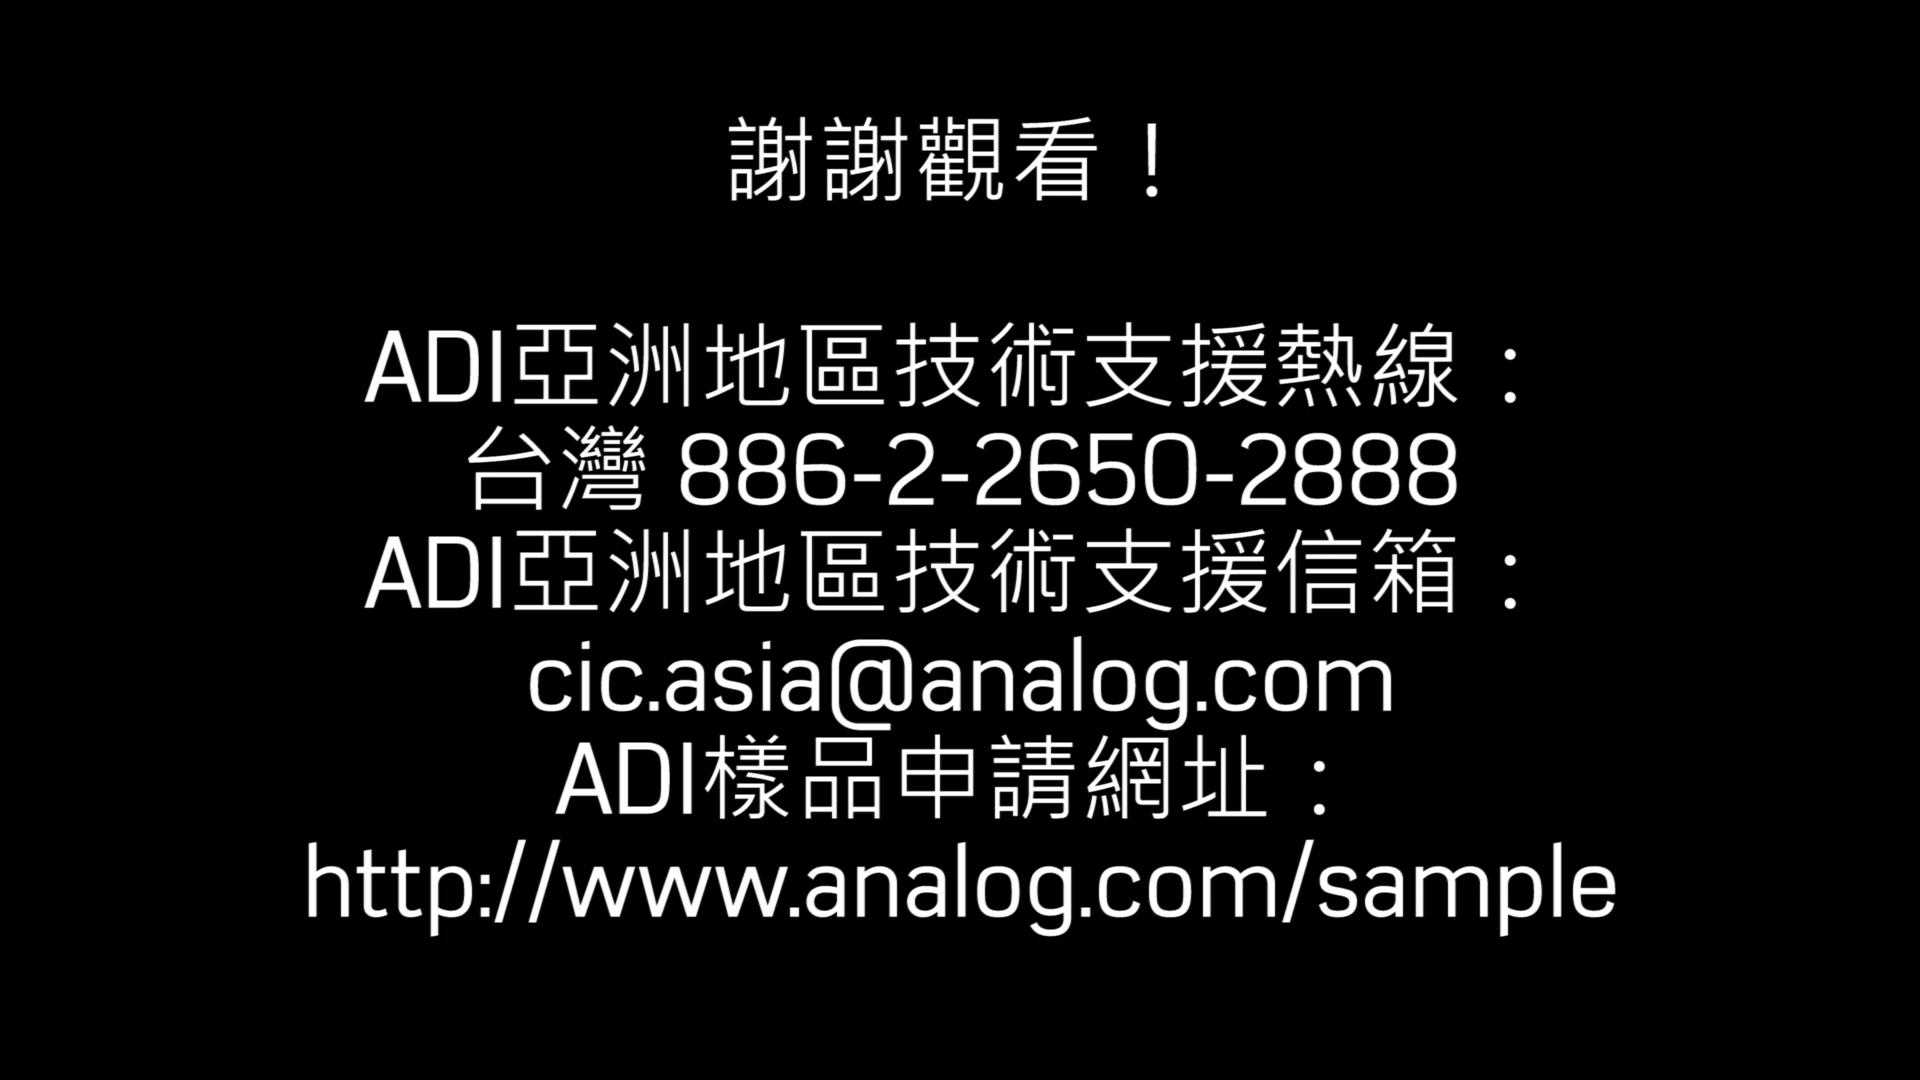 謝謝觀看！
ADI亞洲地區技術支援熱線：
台灣 886-2-2650-2888
ADI亞洲地區技術支援信箱：
cic.asia@analog.com
ADI樣品申請網址：
http://www.analog.com/sample